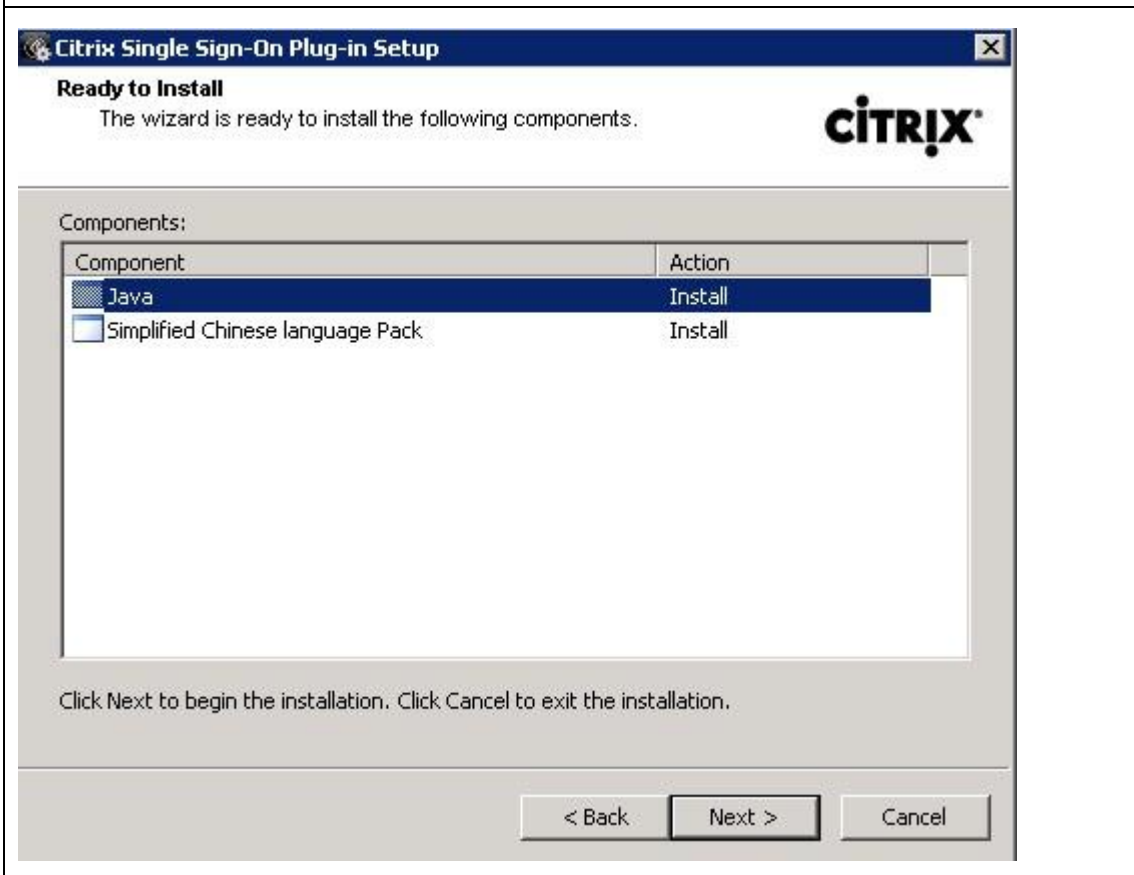 Citrix Single Sign-On Plug-in Setup
Ready to Install
The wizard is ready to install the following components.
CİTRIX
Components:
Component Action
Java Install
Simplified Chinese language Pack Install
Click Next to begin the installation. Click Cancel to exit the installation.
< Back Next > Cancel